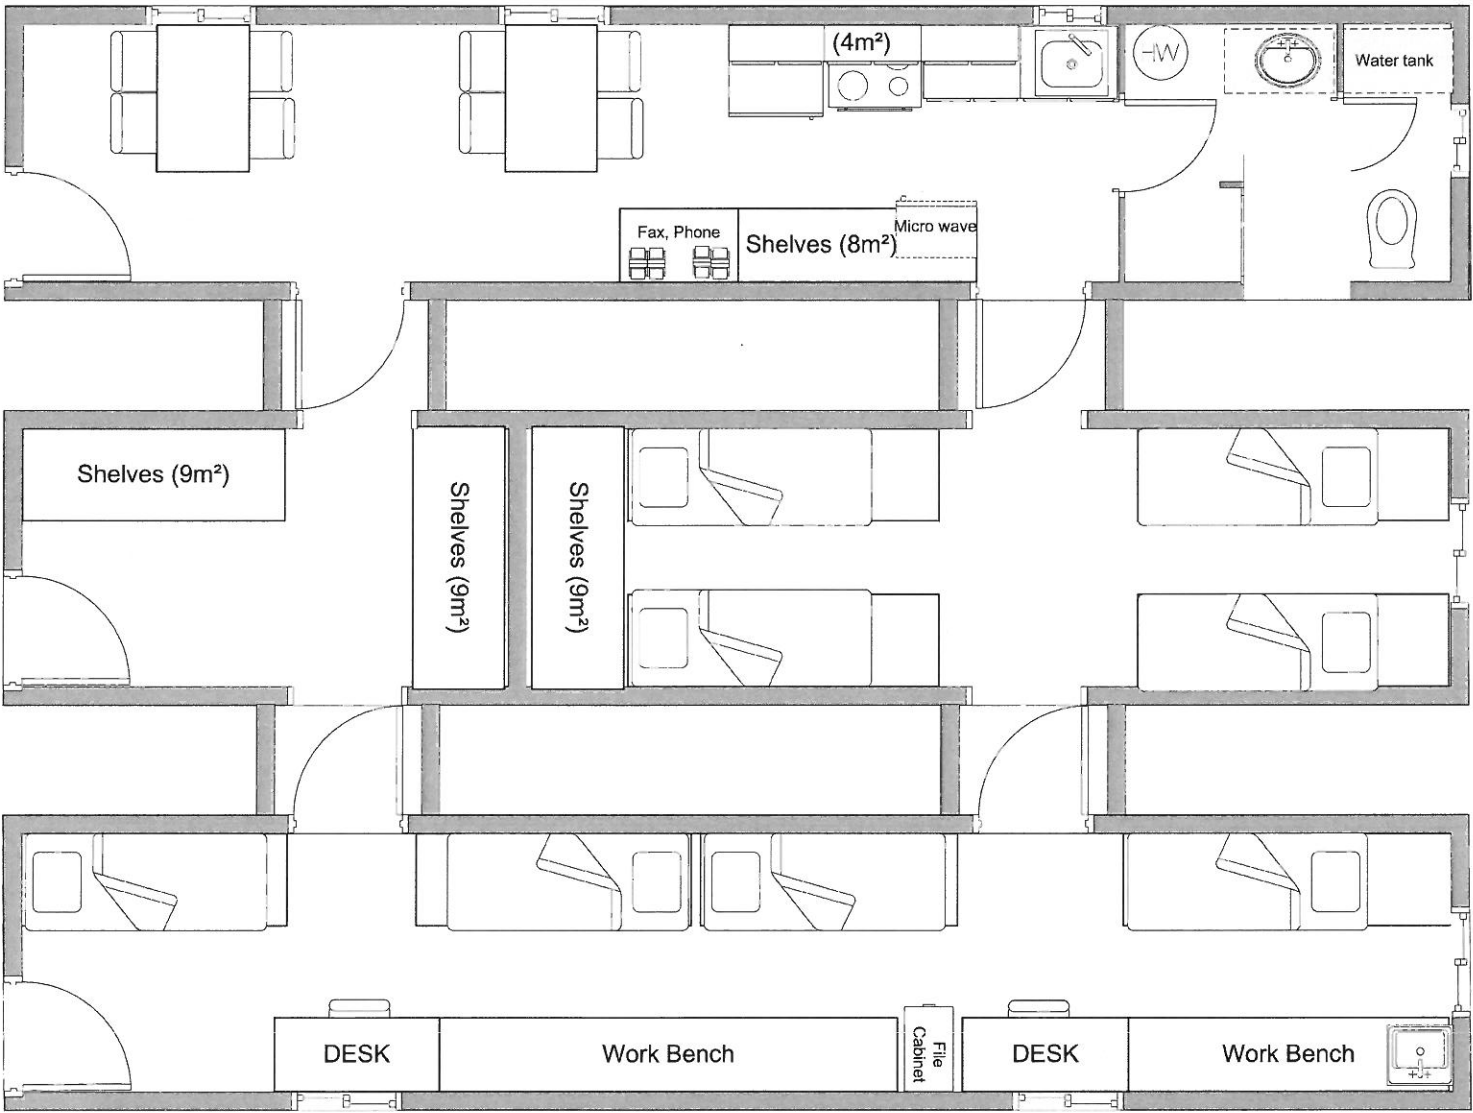 (4m²)
HW
Water tank
Fax, Phone
Shelves (8m²)
Micro wave
Shelves (9m²)
Shelves (9m²)
Shelves (9m²)
DESK
Work Bench
File
Cabinet
DESK
Work Bench